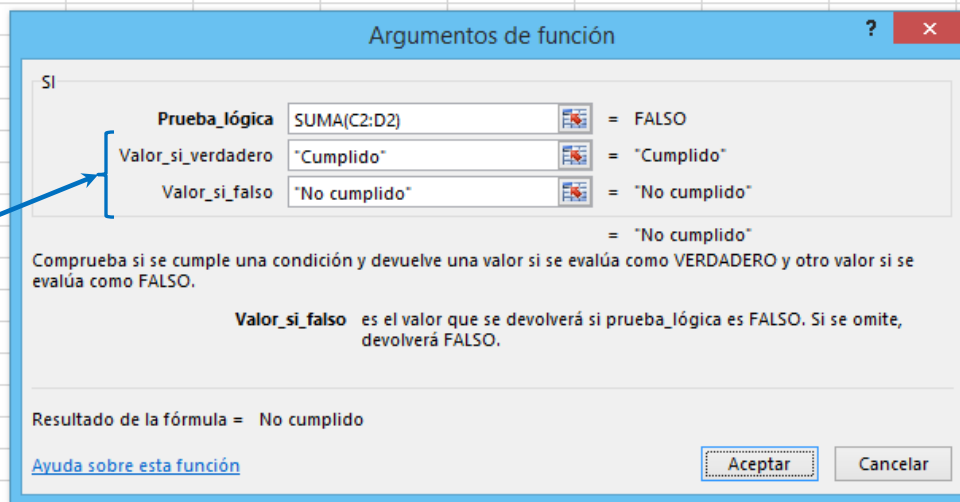 Argumentos de función
? ×
SI
Prueba_lógica SUMA(C2:D2) = FALSO
Valor_si_verdadero "Cumplido" = "Cumplido"
Valor_si_falso "No cumplido" = "No cumplido"
= "No cumplido"
Comprueba si se cumple una condición y devuelve una valor si se evalúa como VERDADERO y otro valor si se
evalúa como FALSO.
Valor_si_falso es el valor que se devolverá si prueba_lógica es FALSO. Si se omite,
devolverá FALSO.
Resultado de la fórmula = No cumplido
Ayuda sobre esta función Aceptar Cancelar